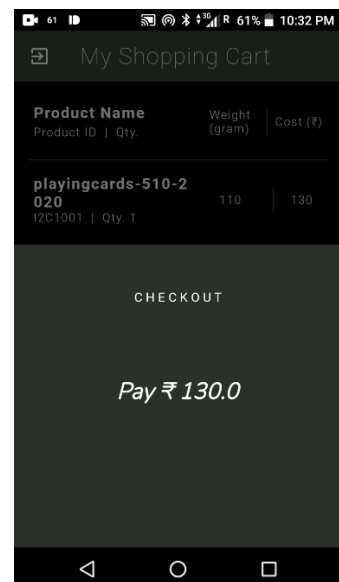 61 3G R 61% 10:32 PM
My Shopping Cart
Product Name Weight Cost (₹)
Product ID | Qty. (gram)
playingcards-510-2 110 130
020
I2C1001 | Qty. 1
CHECKOUT
Pay ₹ 130.0